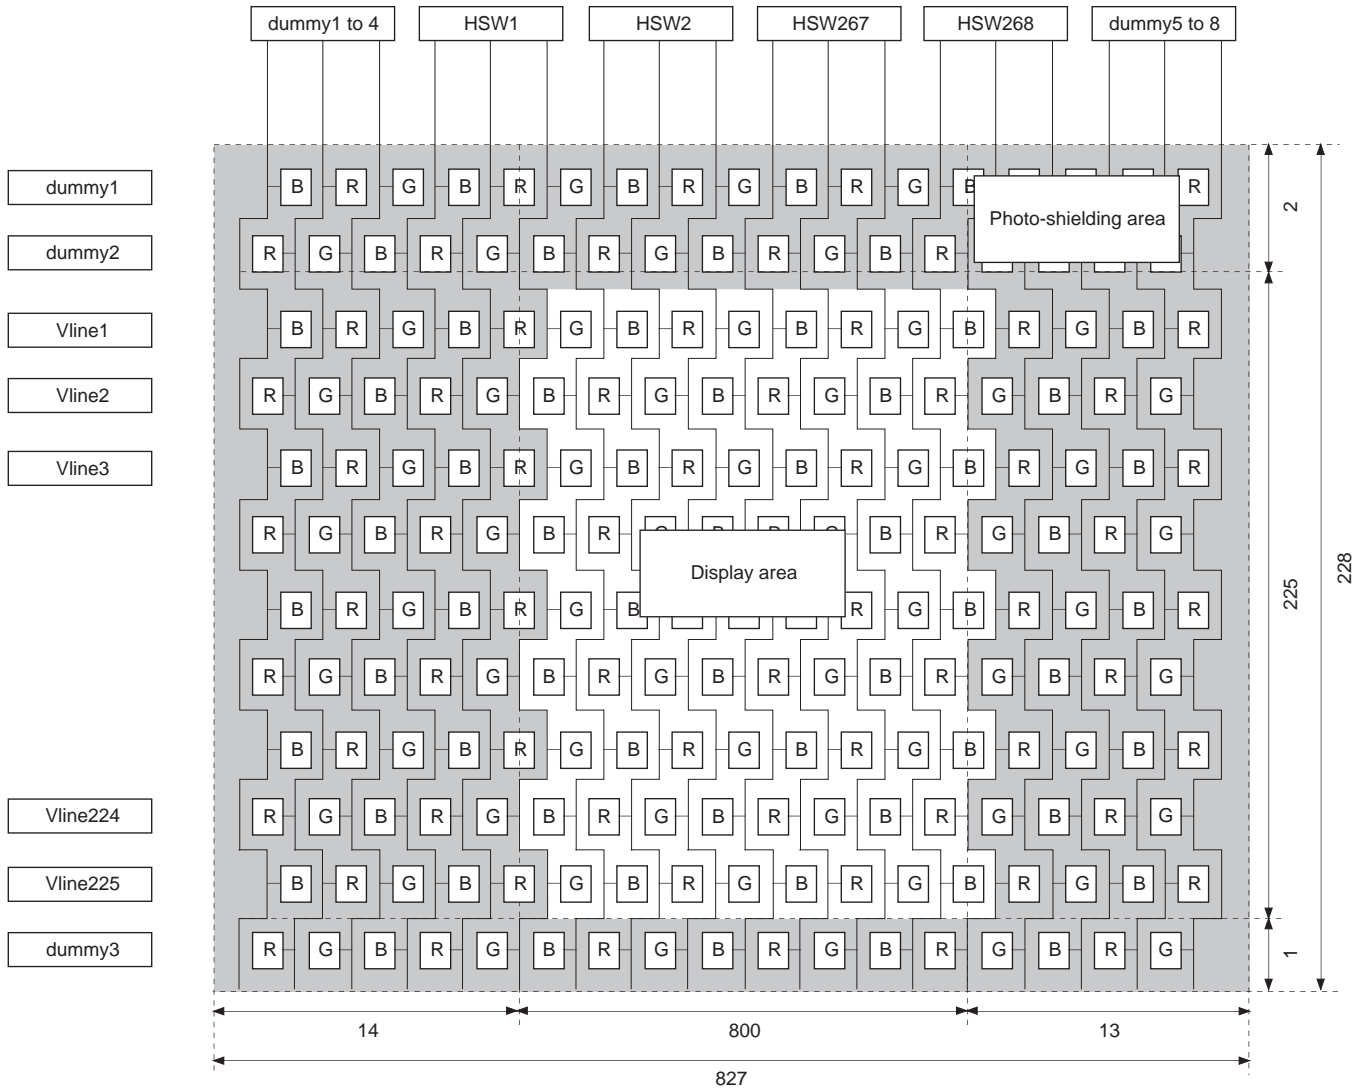 dummy1 to 4 HSW1 HSW2 HSW267 HSW268 dummy5 to 8
dummy1 B R G B R G B R G B R G B R
Photo-shielding area
2
dummy2 R G B R G B R G B R G B R
Vline1 B R G B R G B R G B R G B R G B R
Vline2 R G B R G B R G B R G B R G B R G
Vline3 B R G B R G B R G B R G B R G B R
R G B R G B R B R G B R G
Display area
B R G B R G B R G B R G B R
225
228
R G B R G B R G B R G B R G B R G
B R G B R G B R G B R G B R G B R
Vline224 R G B R G B R G B R G B R G B R G
Vline225 B R G B R G B R G B R G B R G B R
dummy3 R G B R G B R G B R G B R G B R G
1
14 800 13
827